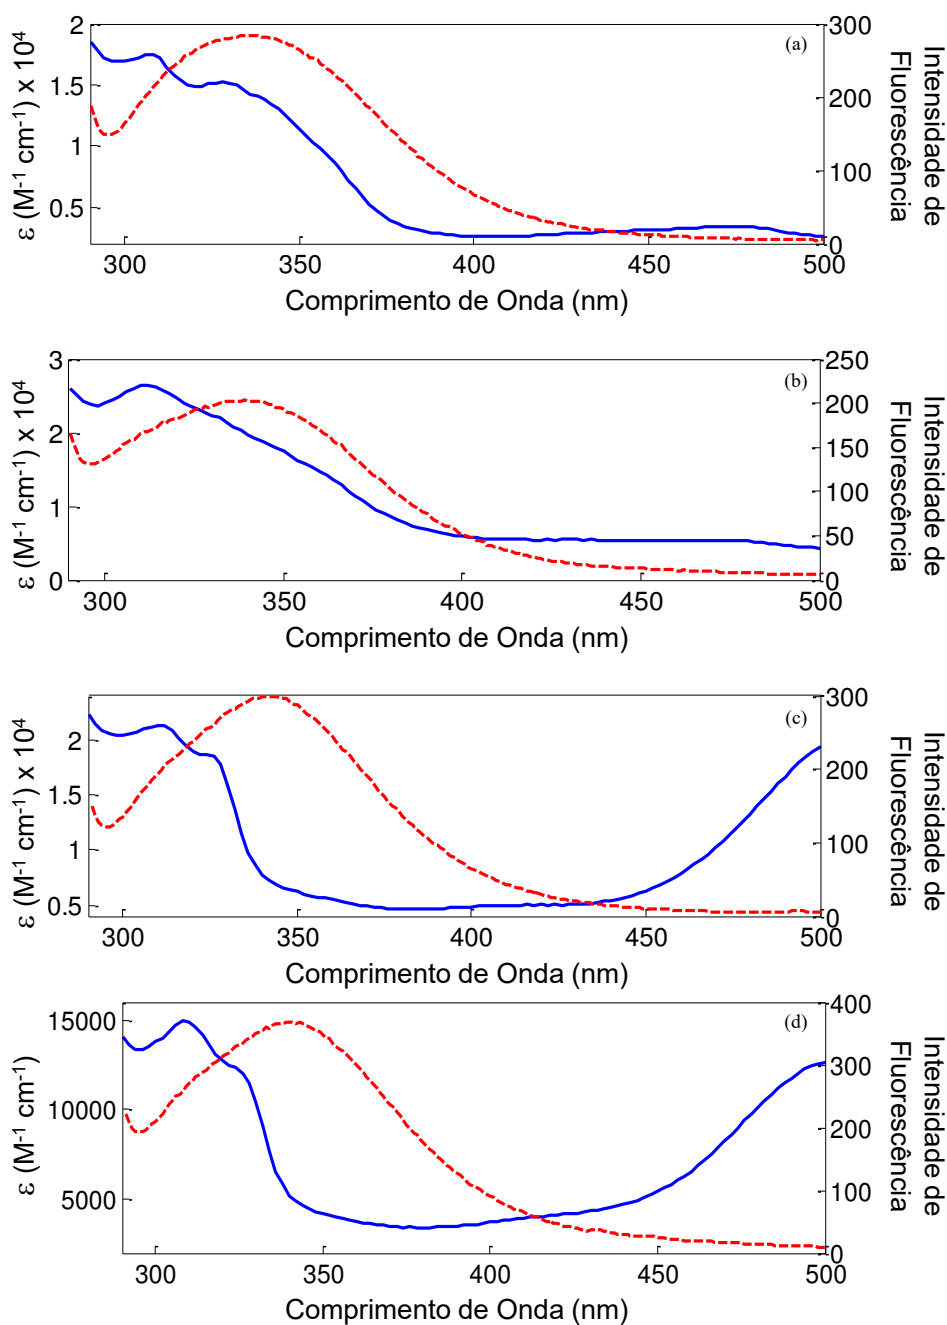 (a)
ε (M⁻¹ cm⁻¹) x 10⁴
2
1.5
1
0.5
300
200
100
0
Intensidade de
Fluorescência
300 350 400 450 500
Comprimento de Onda (nm)
(b)
ε (M⁻¹ cm⁻¹) x 10⁴
3
2
1
0
250
200
150
100
50
0
Intensidade de
Fluorescência
300 350 400 450 500
Comprimento de Onda (nm)
(c)
ε (M⁻¹ cm⁻¹) x 10⁴
2
1.5
1
0.5
300
200
100
0
Intensidade de
Fluorescência
300 350 400 450 500
Comprimento de Onda (nm)
(d)
ε (M⁻¹ cm⁻¹)
15000
10000
5000
400
300
200
100
0
Intensidade de
Fluorescência
300 350 400 450 500
Comprimento de Onda (nm)